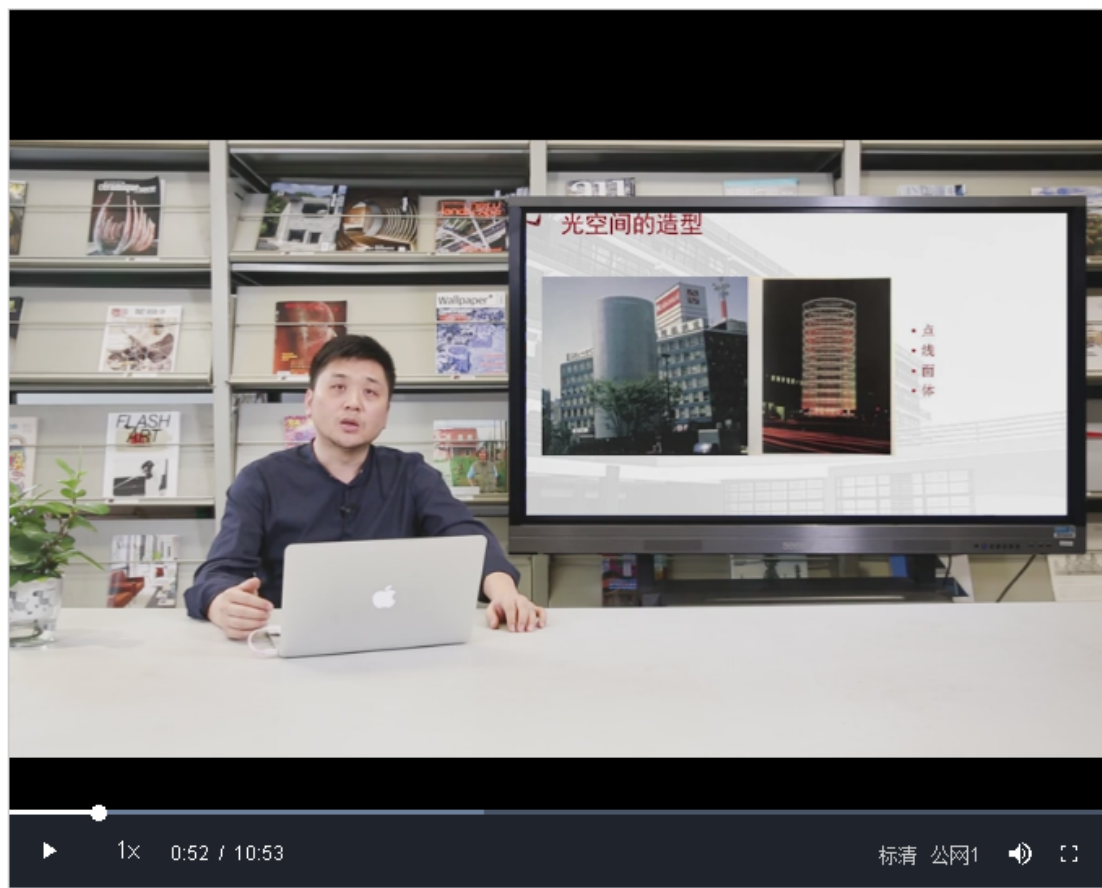 Wallpaper*
FLASH
ART
光空间的造型
• 点
• 线
• 面
• 体
1×
0:52 / 10:53
标清 公网1